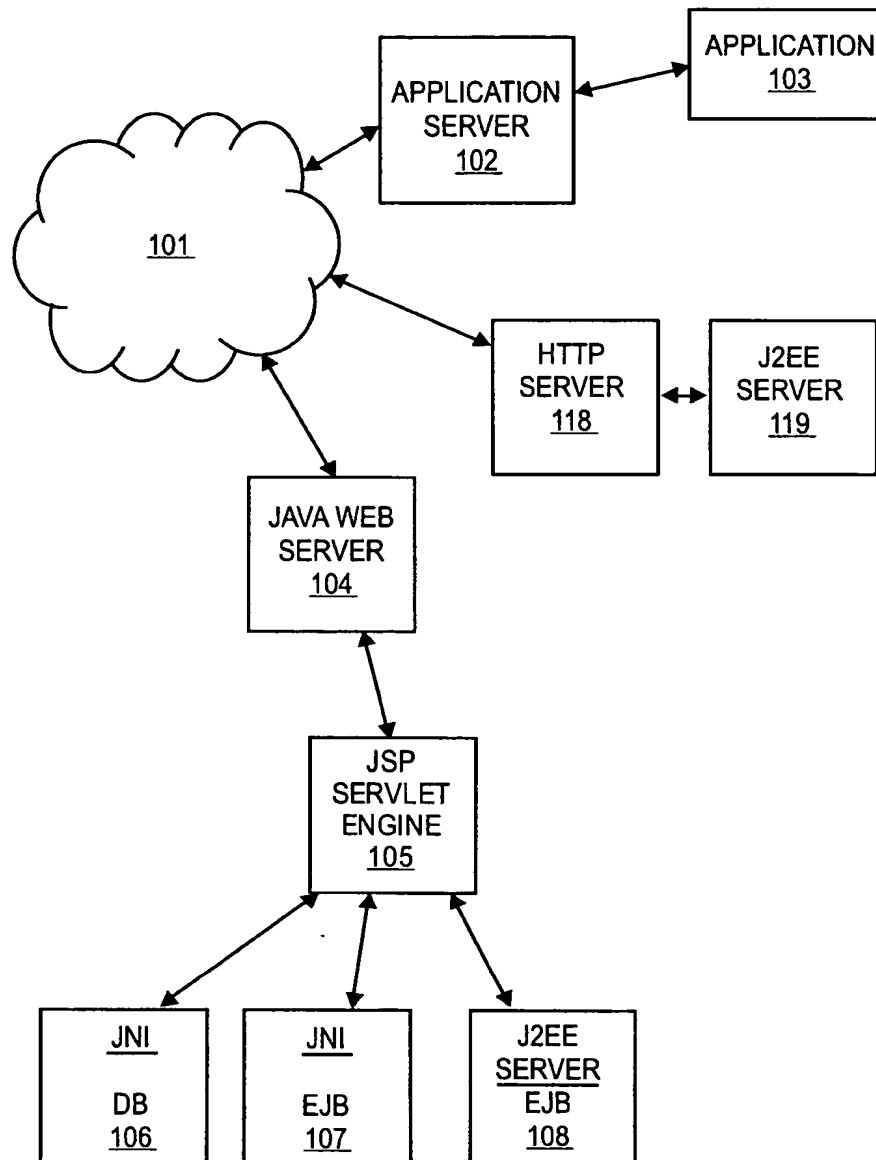 APPLICATION
103
APPLICATION
SERVER
102
101
HTTP
SERVER
118
J2EE
SERVER
119
JAVA WEB
SERVER
104
JSP
SERVLET
ENGINE
105
JNI
DB
106
JNI
EJB
107
J2EE
SERVER
EJB
108